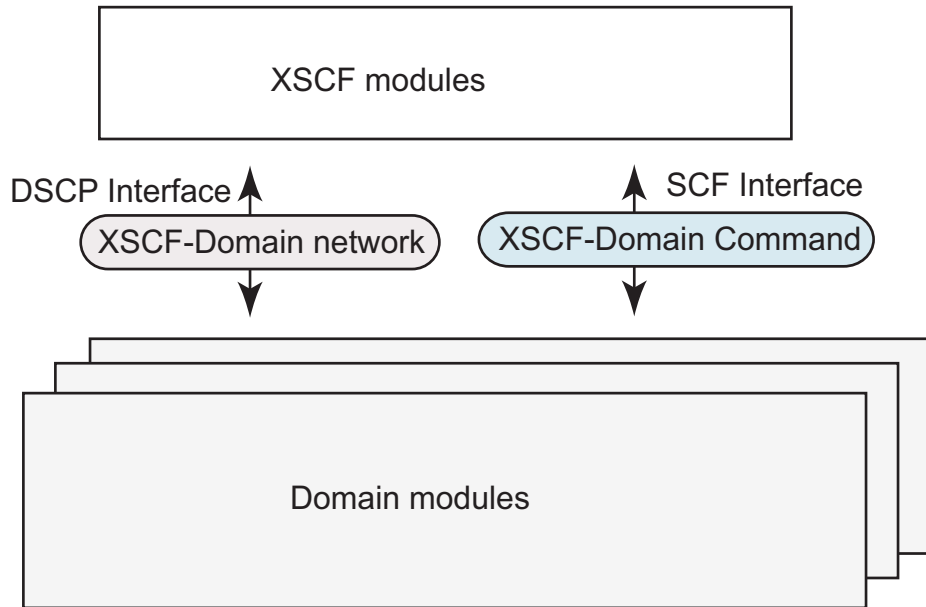 XSCF modules
DSCP Interface
SCF Interface
XSCF-Domain network
XSCF-Domain Command
Domain modules